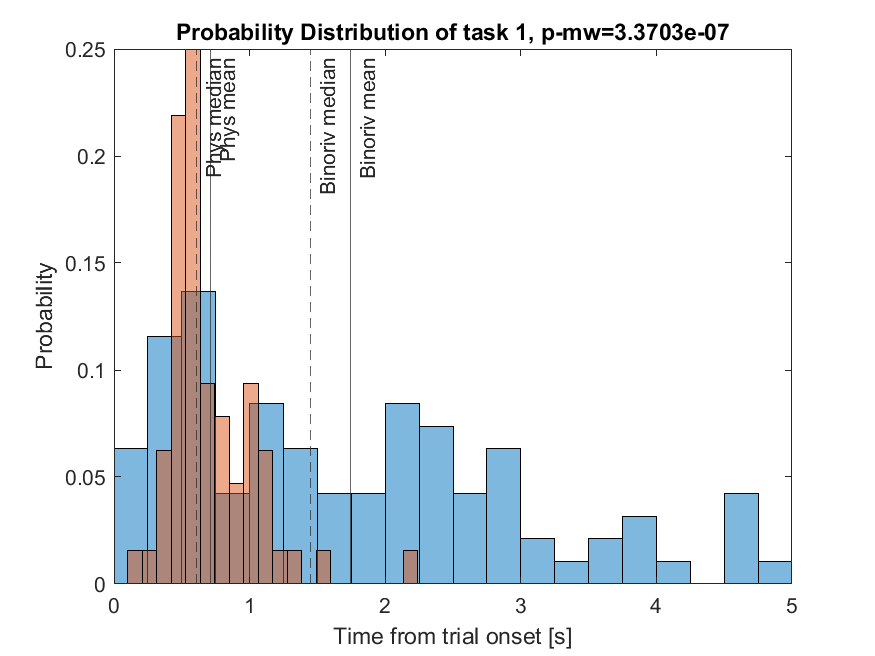 Probability Distribution of task 1, p-mw=3.3703e-07
0.25
0.2
0.15
0.1
0.05
0
Probability
Phys median
Phys mean
Binoriv median
Binoriv mean
0 1 2 3 4 5
Time from trial onset [s]